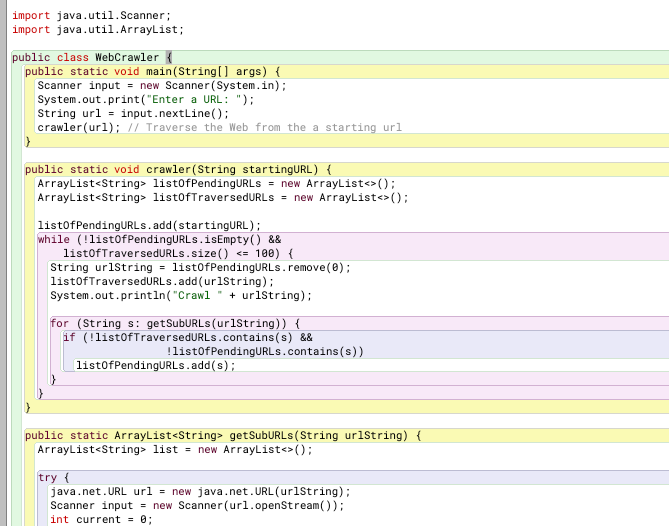 import java.util.Scanner;
import java.util.ArrayList;

public class WebCrawler {
  public static void main(String[] args) {
    Scanner input = new Scanner(System.in);
    System.out.print("Enter a URL: ");
    String url = input.nextLine();
    crawler(url); // Traverse the Web from the a starting url
  }

  public static void crawler(String startingURL) {
    ArrayList<String> listOfPendingURLs = new ArrayList<>();
    ArrayList<String> listOfTraversedURLs = new ArrayList<>();

    listOfPendingURLs.add(startingURL);
    while (!listOfPendingURLs.isEmpty() &&
        listOfTraversedURLs.size() <= 100) {
      String urlString = listOfPendingURLs.remove(0);
      listOfTraversedURLs.add(urlString);
      System.out.println("Crawl " + urlString);

      for (String s: getSubURLs(urlString)) {
        if (!listOfTraversedURLs.contains(s) &&
                        !listOfPendingURLs.contains(s))
          listOfPendingURLs.add(s);
      }
    }
  }

  public static ArrayList<String> getSubURLs(String urlString) {
    ArrayList<String> list = new ArrayList<>();

    try {
      java.net.URL url = new java.net.URL(urlString);
      Scanner input = new Scanner(url.openStream());
      int current = 0;